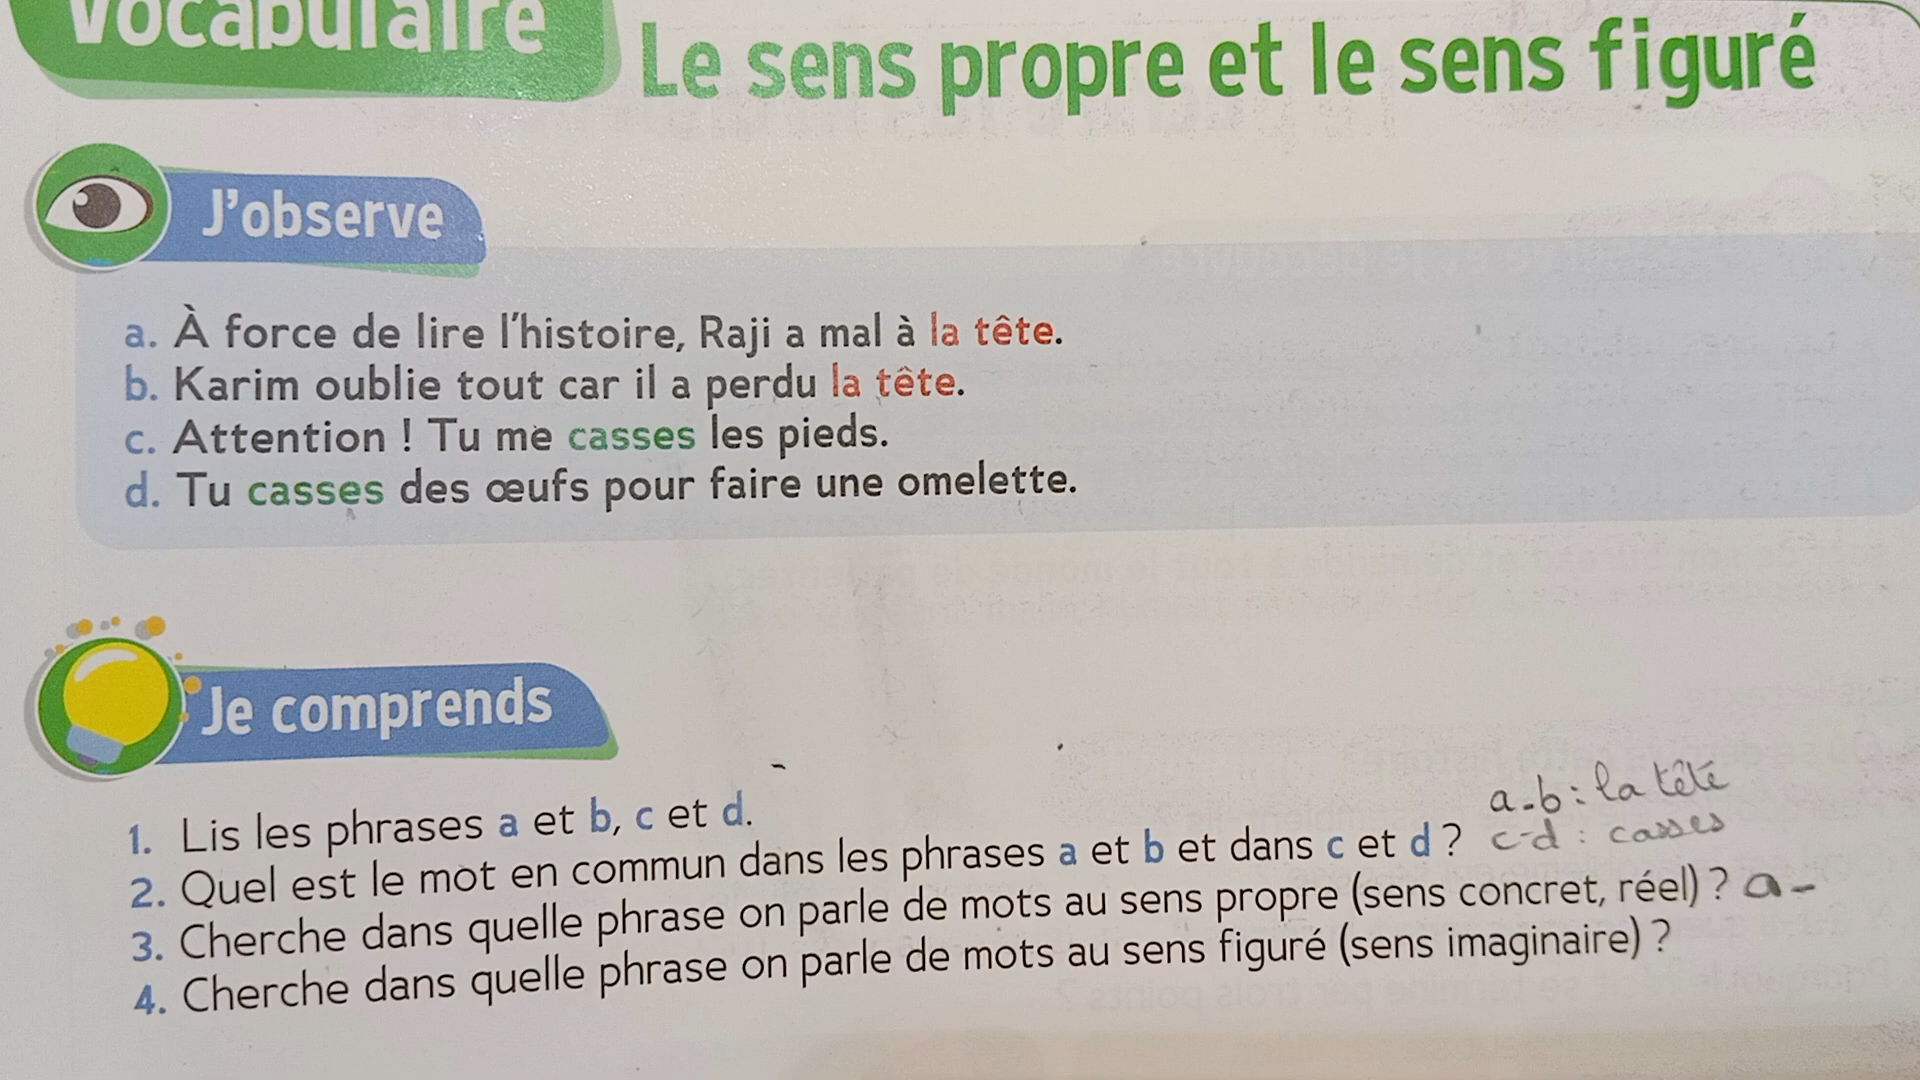 Vocabulaire
Le sens propre et le sens figuré
J'observe
a. À force de lire l'histoire, Raji a mal à la tête.
b. Karim oublie tout car il a perdu la tête.
c. Attention ! Tu me casses les pieds.
d. Tu casses des œufs pour faire une omelette.
Je comprends
1. Lis les phrases a et b, c et d.
a-b : la tête
2. Quel est le mot en commun dans les phrases a et b et dans c et d ? c-d : casses
3. Cherche dans quelle phrase on parle de mots au sens propre (sens concret, réel) ? a-
4. Cherche dans quelle phrase on parle de mots au sens figuré (sens imaginaire) ?